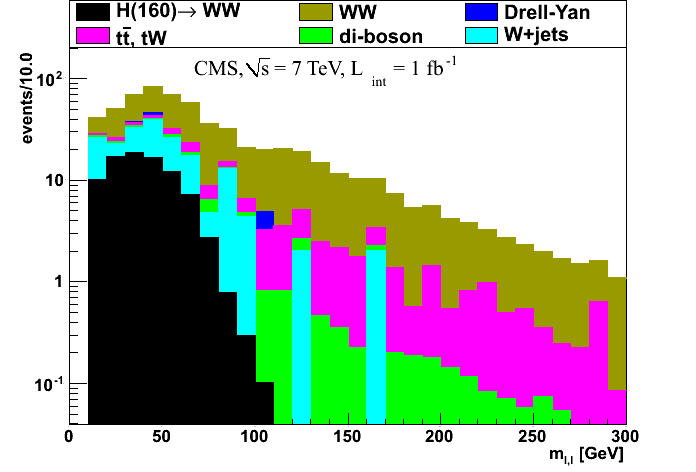 H(160)→ WW WW Drell-Yan
tt̅, tW di-boson W+jets
CMS, √s = 7 TeV, L int = 1 fb⁻¹
events/10.0
10²
10
1
10⁻¹
0 50 100 150 200 250 300
m_l,l [GeV]